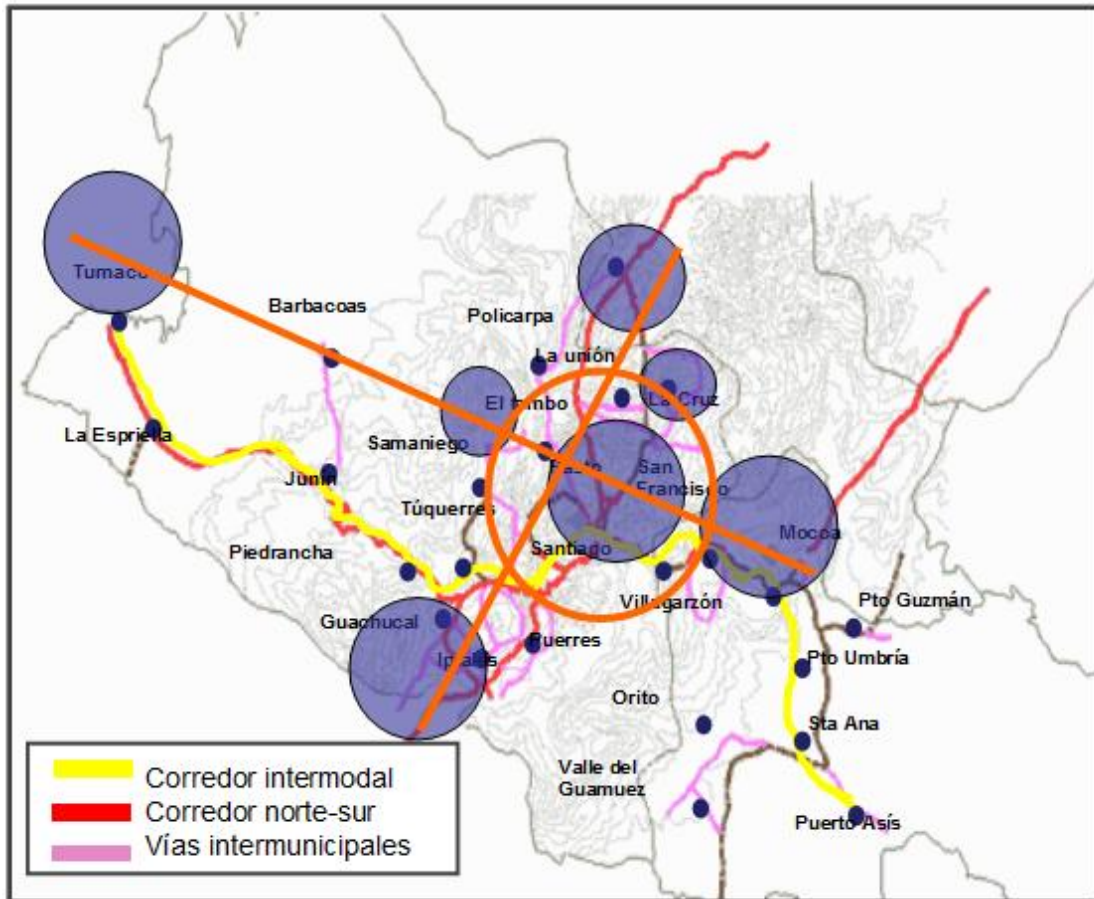 Tumaco
Barbacoas
Policarpa
La unión
El tambo
La Cruz
La Espriella
Samaniego
Pasto
San
Francisco
Junín
Túquerres
Mocoa
Piedrancha
Santiago
Villagarzón
Pto Guzmán
Guachucal
Puerres
Ipiales
Pto Umbría
Orito
Sta Ana
Valle del
Guamuez
Puerto Asís
Corredor intermodal
Corredor norte-sur
Vías intermunicipales